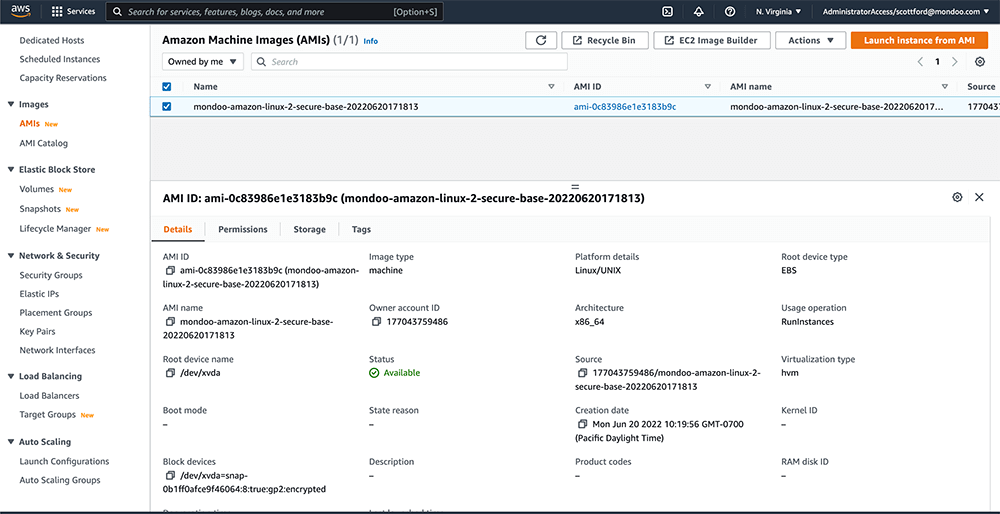 aws
Services
Search for services, features, blogs, docs, and more
[Option+S]
N. Virginia
AdministratorAccess/scottford@mondoo.com
Dedicated Hosts
Scheduled Instances
Capacity Reservations
Images
AMIs New
AMI Catalog
Elastic Block Store
Volumes New
Snapshots New
Lifecycle Manager New
Network & Security
Security Groups
Elastic IPs
Placement Groups
Key Pairs
Network Interfaces
Load Balancing
Load Balancers
Target Groups New
Auto Scaling
Launch Configurations
Auto Scaling Groups
Amazon Machine Images (AMIs) (1/1) Info
Recycle Bin
EC2 Image Builder
Actions
Launch instance from AMI
Owned by me
Search
1
Name
AMI ID
AMI name
Source
mondoo-amazon-linux-2-secure-base-20220620171813
ami-0c83986e1e3183b9c
mondoo-amazon-linux-2-secure-base-2022062017...
177043759
AMI ID: ami-0c83986e1e3183b9c (mondoo-amazon-linux-2-secure-base-20220620171813)
Details
Permissions
Storage
Tags
AMI ID
ami-0c83986e1e3183b9c (mondoo-amazon-
linux-2-secure-base-20220620171813)
Image type
machine
Platform details
Linux/UNIX
Root device type
EBS
AMI name
mondoo-amazon-linux-2-secure-base-
20220620171813
Owner account ID
177043759486
Architecture
x86_64
Usage operation
RunInstances
Root device name
/dev/xvda
Status
Available
Source
177043759486/mondoo-amazon-linux-2-
secure-base-20220620171813
Virtualization type
hvm
Boot mode
–
State reason
–
Creation date
Mon Jun 20 2022 10:19:56 GMT-0700
(Pacific Daylight Time)
Kernel ID
–
Block devices
/dev/xvda=snap-
0b1ff0afce9f46064:8:true:gp2:encrypted
Description
–
Product codes
–
RAM disk ID
–